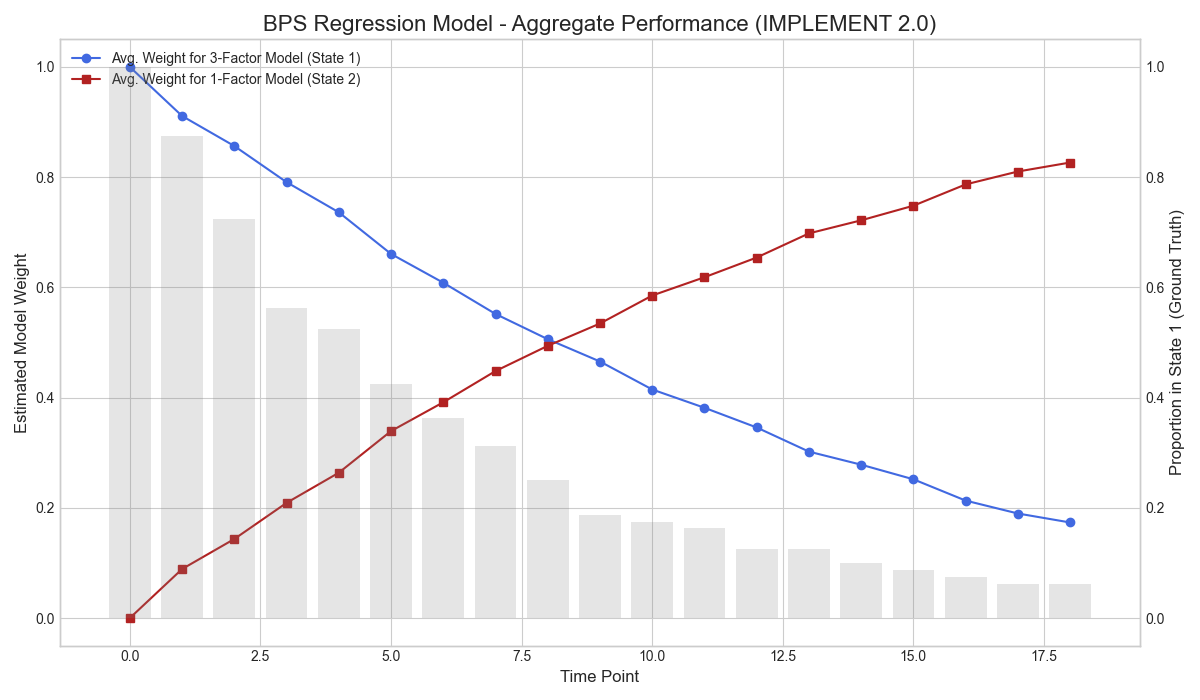 BPS Regression Model - Aggregate Performance (IMPLEMENT 2.0)
Avg. Weight for 3-Factor Model (State 1)
Avg. Weight for 1-Factor Model (State 2)
Estimated Model Weight
1.0
0.8
0.6
0.4
0.2
0.0
1.0
0.8
0.6
0.4
0.2
0.0
Proportion in State 1 (Ground Truth)
0.0 2.5 5.0 7.5 10.0 12.5 15.0 17.5
Time Point